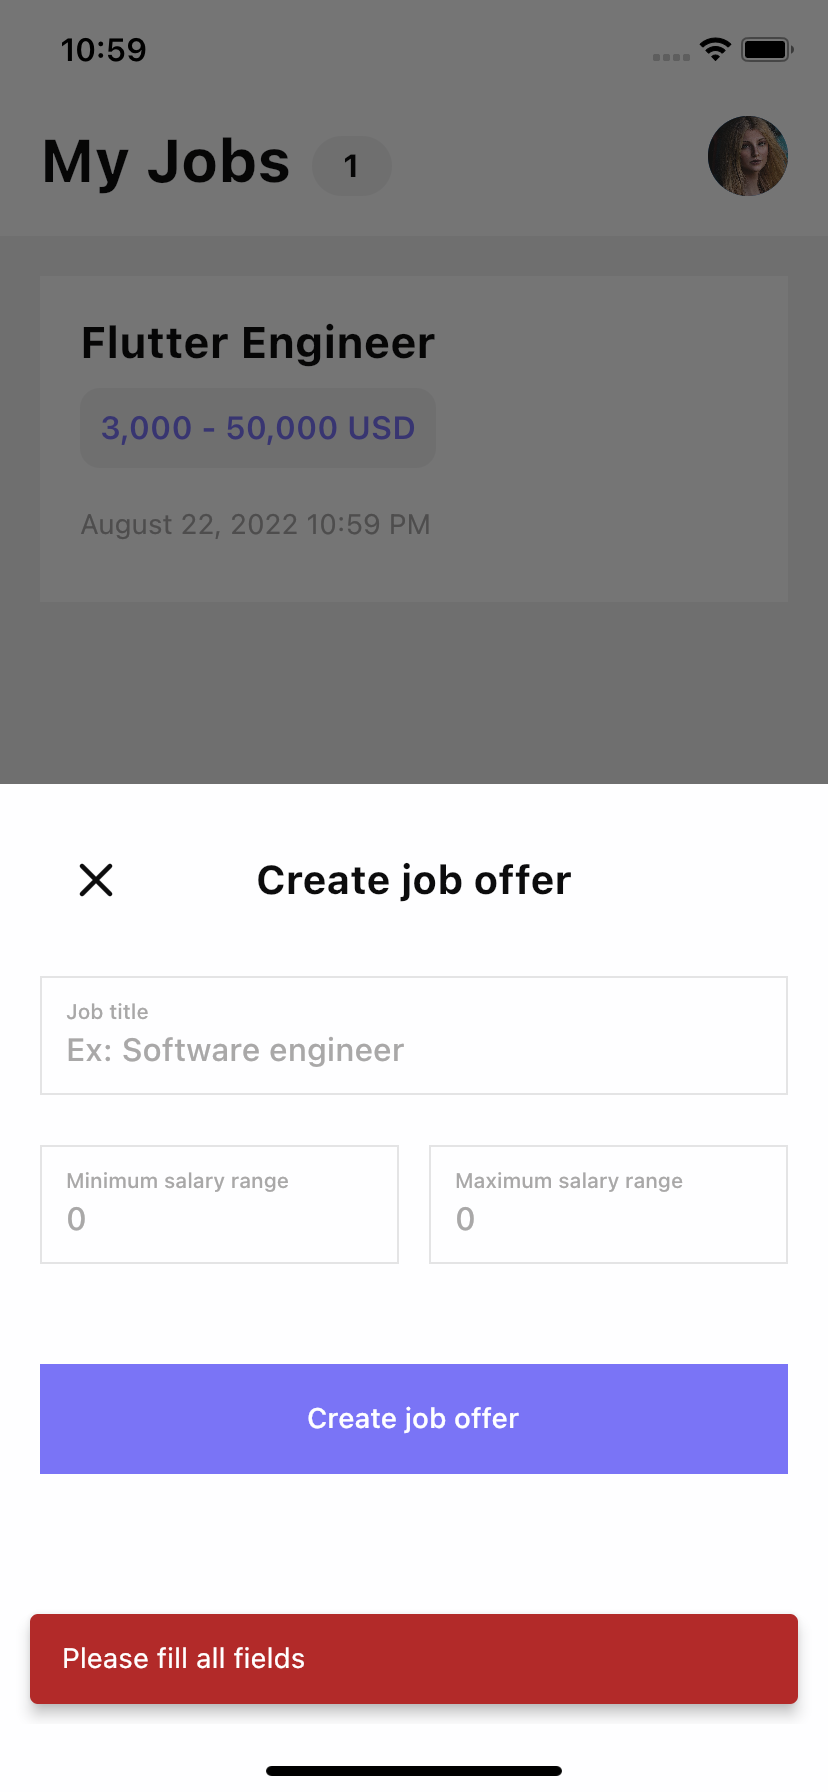 10:59
My Jobs 1
Flutter Engineer
3,000 - 50,000 USD
August 22, 2022 10:59 PM
Create job offer
Job title
Ex: Software engineer
Minimum salary range
0
Maximum salary range
0
Create job offer
Please fill all fields